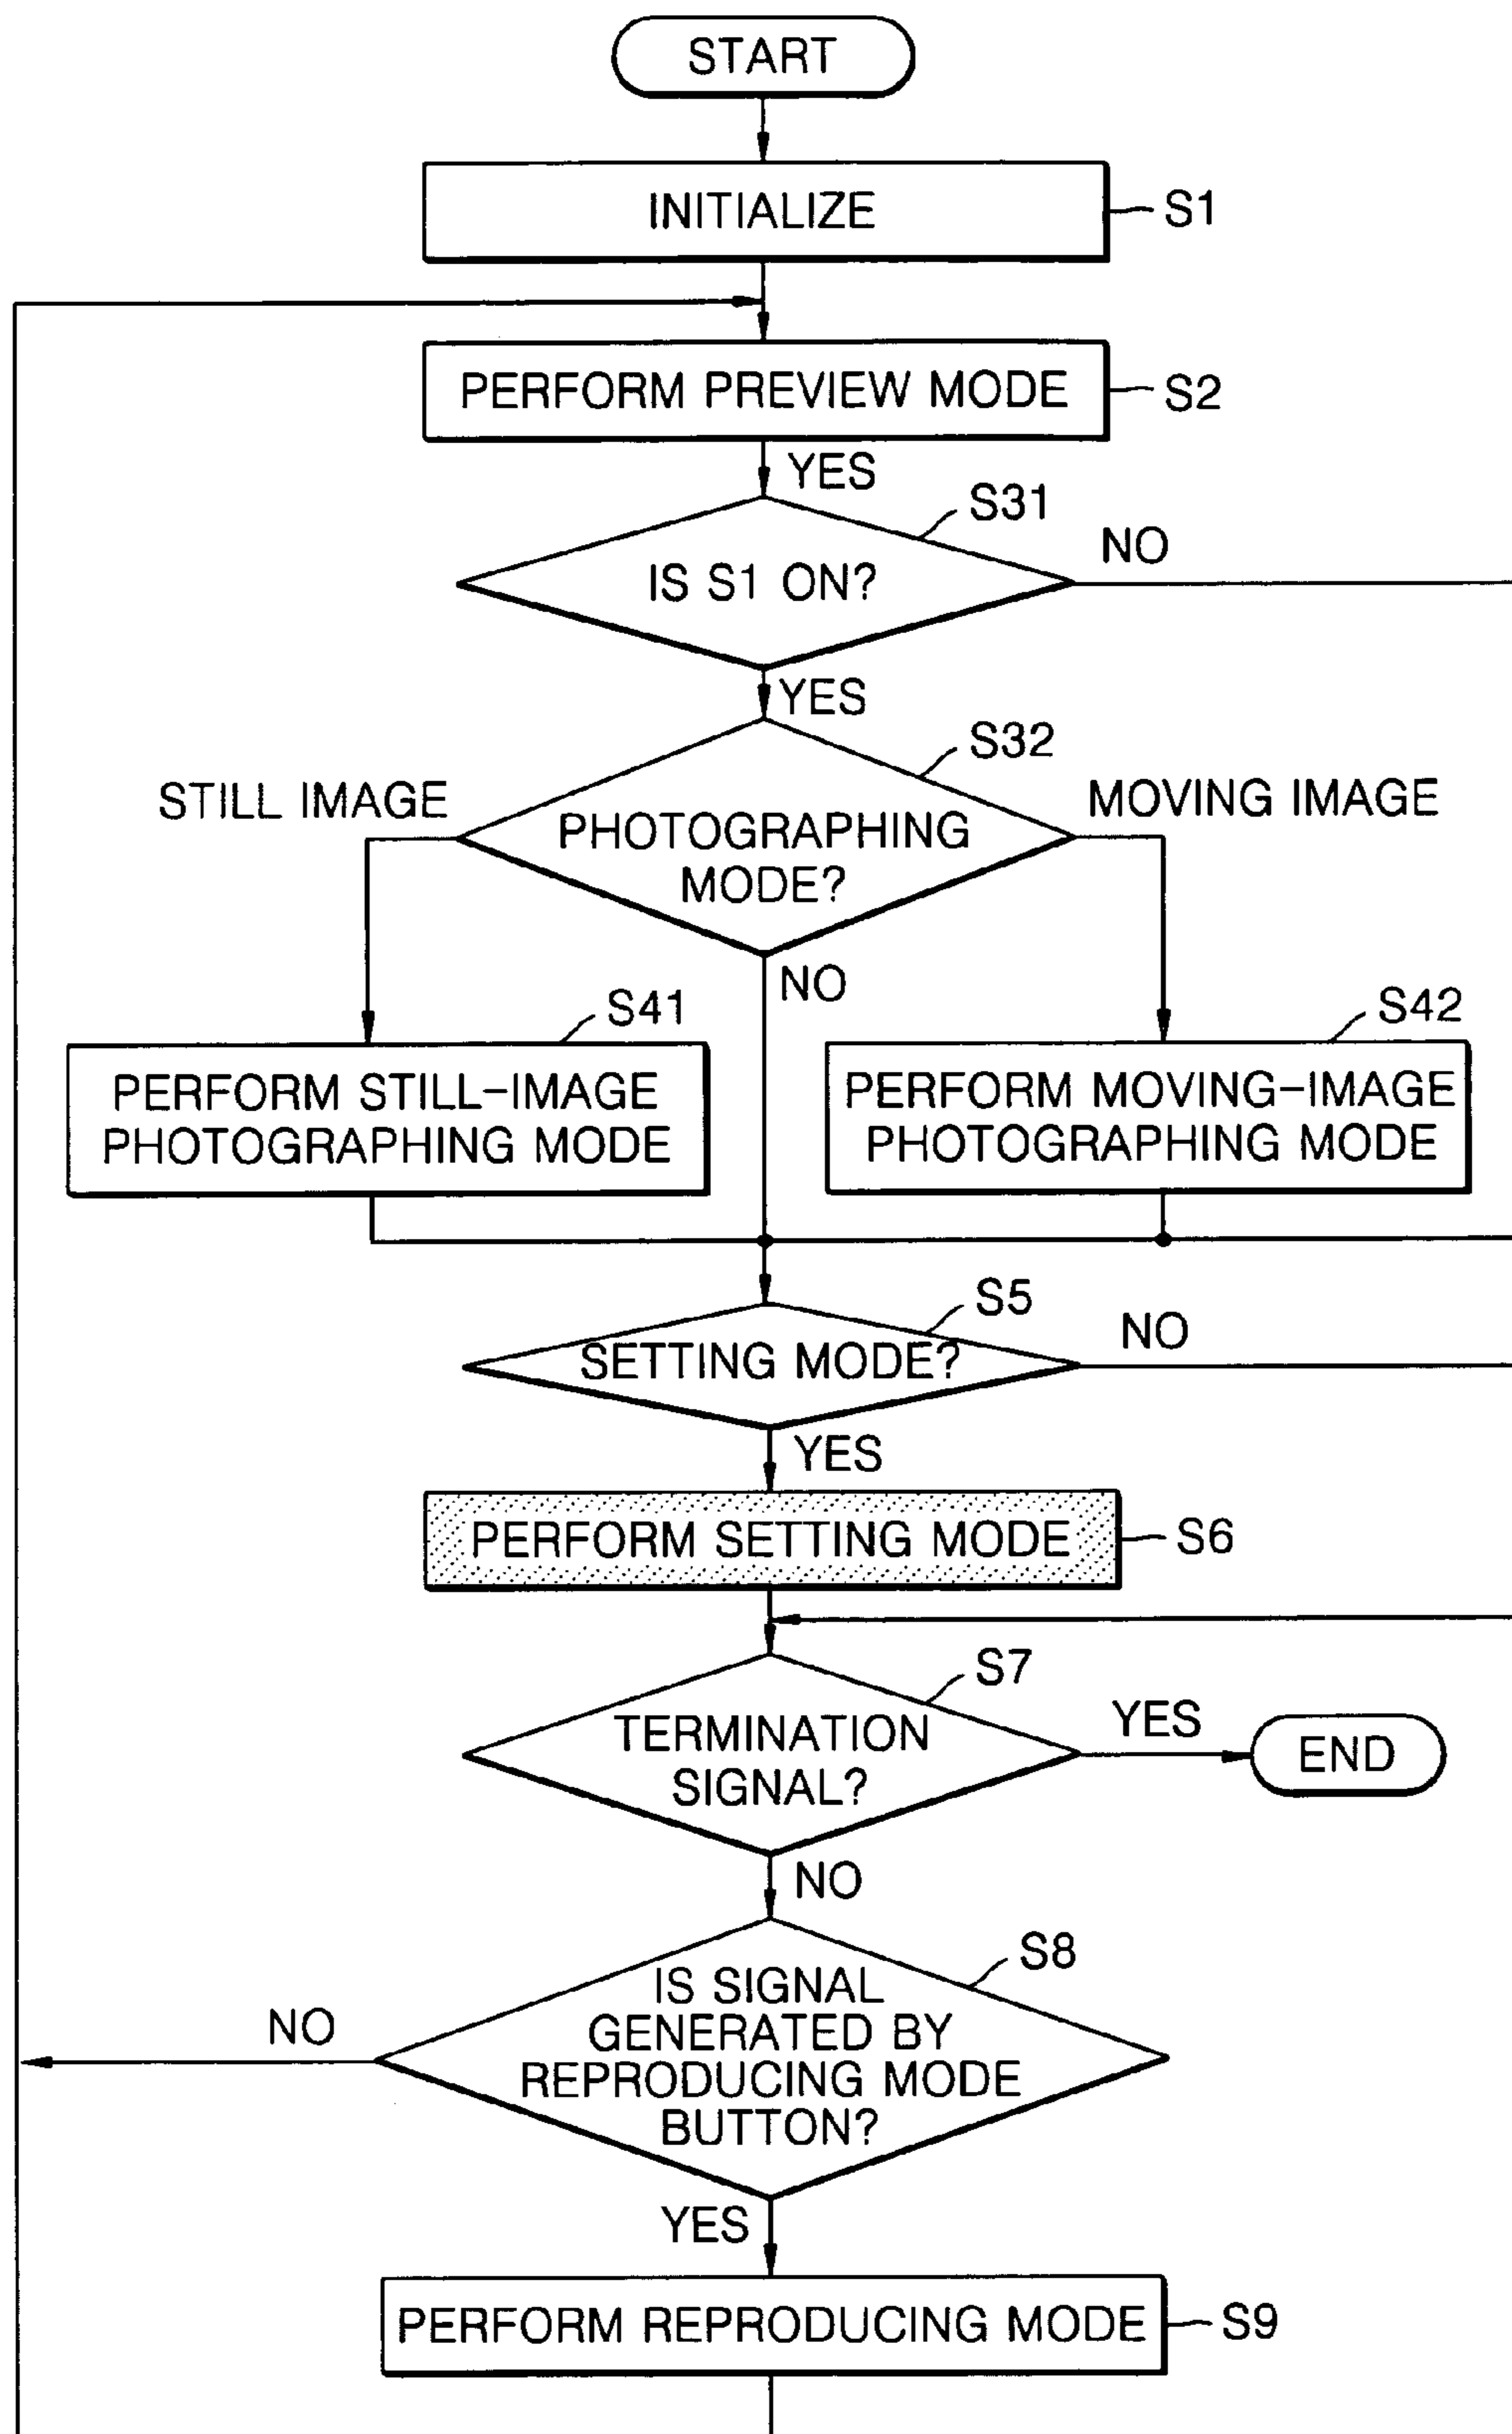 START
INITIALIZE
S1
PERFORM PREVIEW MODE
S2
YES
S31
NO
IS S1 ON?
YES
S32
STILL IMAGE
MOVING IMAGE
PHOTOGRAPHING
MODE?
NO
S41
S42
PERFORM STILL-IMAGE
PHOTOGRAPHING MODE
PERFORM MOVING-IMAGE
PHOTOGRAPHING MODE
S5
NO
SETTING MODE?
YES
PERFORM SETTING MODE
S6
S7
YES
TERMINATION
SIGNAL?
END
NO
S8
NO
IS SIGNAL
GENERATED BY
REPRODUCING MODE
BUTTON?
YES
PERFORM REPRODUCING MODE
S9